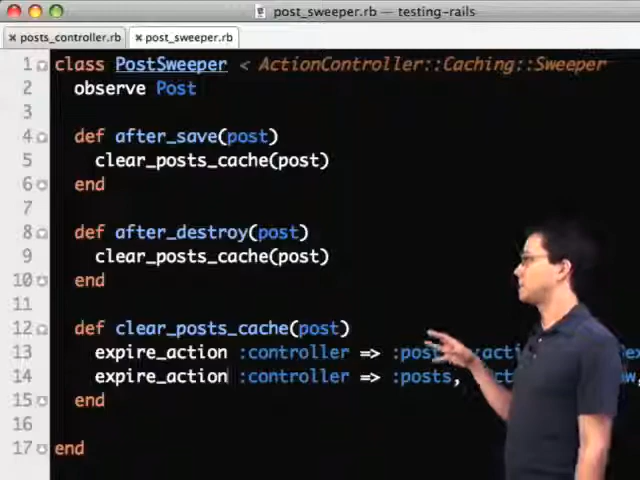 post_sweeper.rb — testing-rails
posts_controller.rb
post_sweeper.rb
1 class PostSweeper < ActionController::Caching::Sweeper
2 observe Post
3
4 def after_save(post)
5 clear_posts_cache(post)
6 end
7
8 def after_destroy(post)
9 clear_posts_cache(post)
10 end
11
12 def clear_posts_cache(post)
13 expire_action :controller =>
14 expire_action :controller => :posts,
15 end
17 end